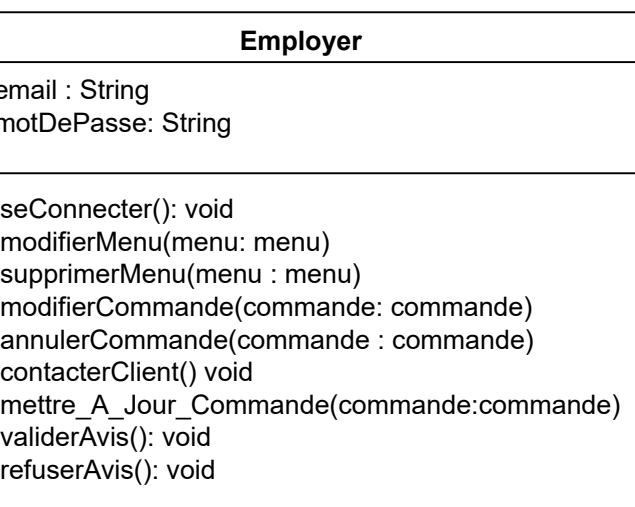 Employer
email : String
motDePasse: String
seConnecter(): void
modifierMenu(menu: menu)
supprimerMenu(menu : menu)
modifierCommande(commande: commande)
annulerCommande(commande : commande)
contacterClient() void
mettre_A_Jour_Commande(commande:commande)
validerAvis(): void
refuserAvis(): void